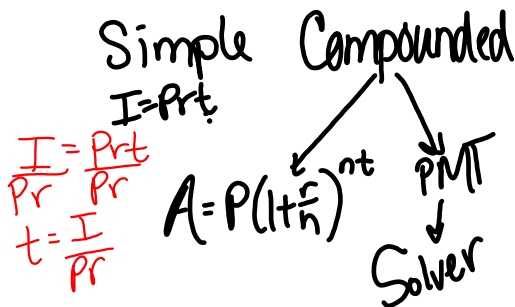 Simple Compounded
I=Prt
I/Pr = Prt/Pr
t = I/Pr
A=P(1+r/n)^nt
PMT
Solver